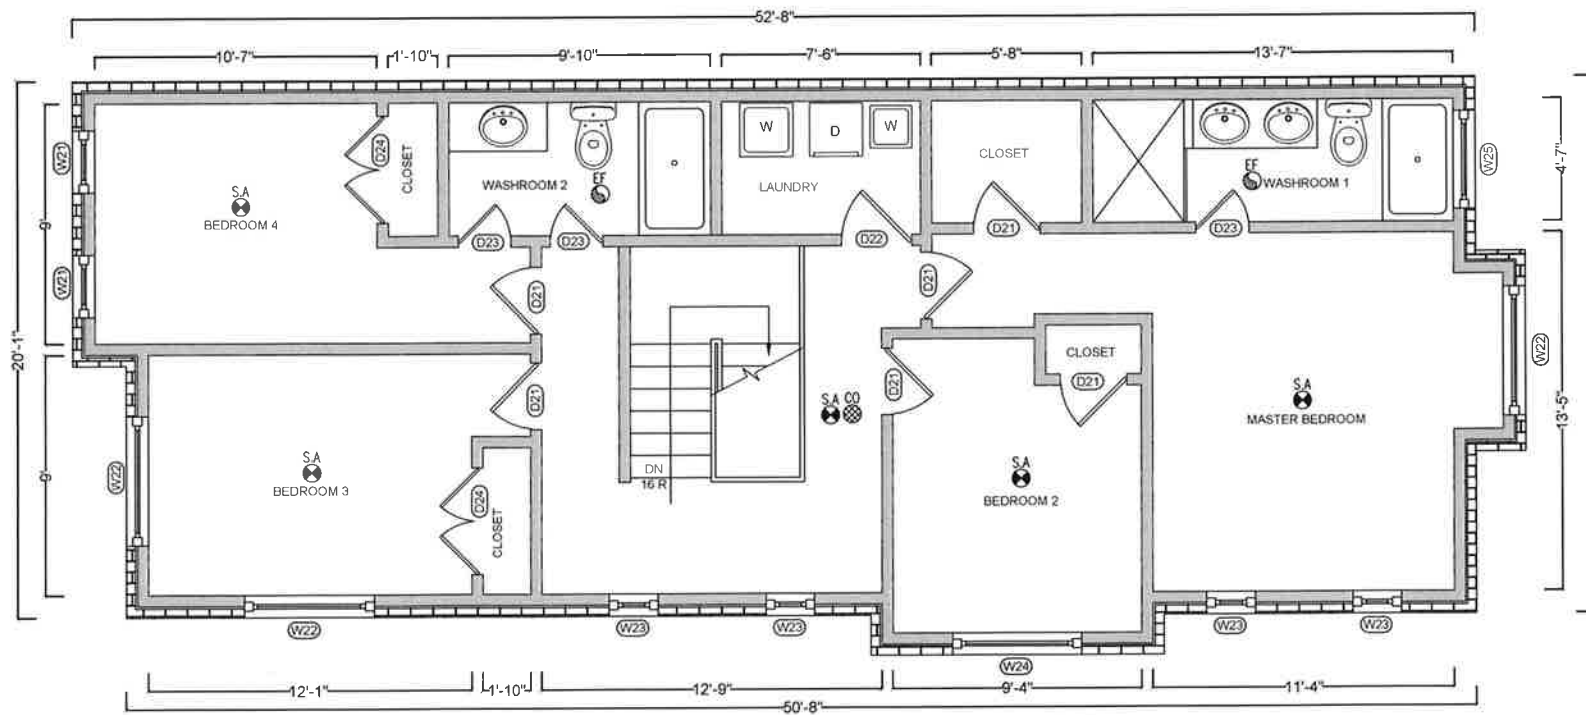 52'-8"
10'-7"
1'-10"
9'-10"
7'-6"
5'-8"
13'-7"
W21
D24
CLOSET
W
D
W
CLOSET
W25
4'-7"
S.A
BEDROOM 4
WASHROOM 2
EF
LAUNDRY
EF
WASHROOM 1
9'
D23
D23
D22
D21
D23
W21
D21
D21
20'-1"
CLOSET
W22
D21
D21
D21
S.A
CO
S.A
MASTER BEDROOM
13'-5"
9'
W22
S.A
BEDROOM 3
D24
CLOSET
DN
16 R
S.A
BEDROOM 2
W22
W23
W23
W24
W23
W23
12'-1"
1'-10"
12'-9"
9'-4"
11'-4"
50'-8"